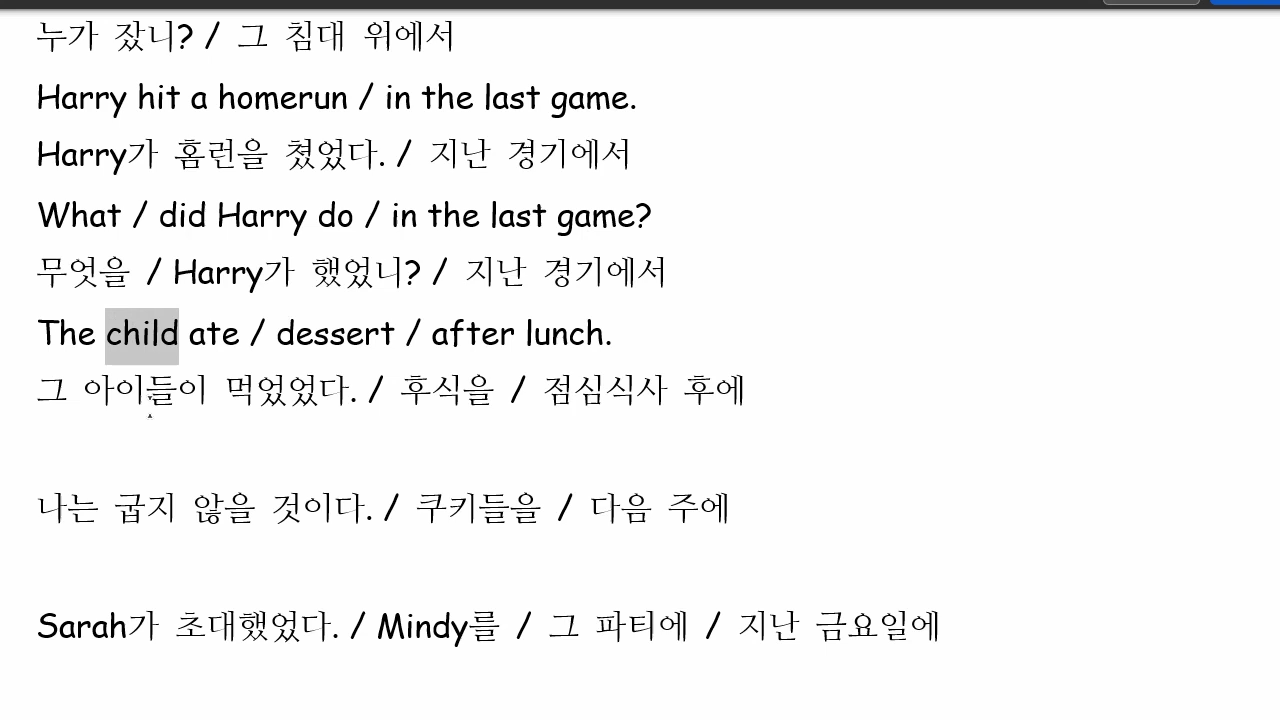 누가 잤니? / 그 침대 위에서
Harry hit a homerun / in the last game.
Harry가 홈런을 쳤었다. / 지난 경기에서
What / did Harry do / in the last game?
무엇을 / Harry가 했었니? / 지난 경기에서
The child ate / dessert / after lunch.
그 아이들이 먹었었다. / 후식을 / 점심식사 후에
나는 굽지 않을 것이다. / 쿠키들을 / 다음 주에
Sarah가 초대했었다. / Mindy를 / 그 파티에 / 지난 금요일에